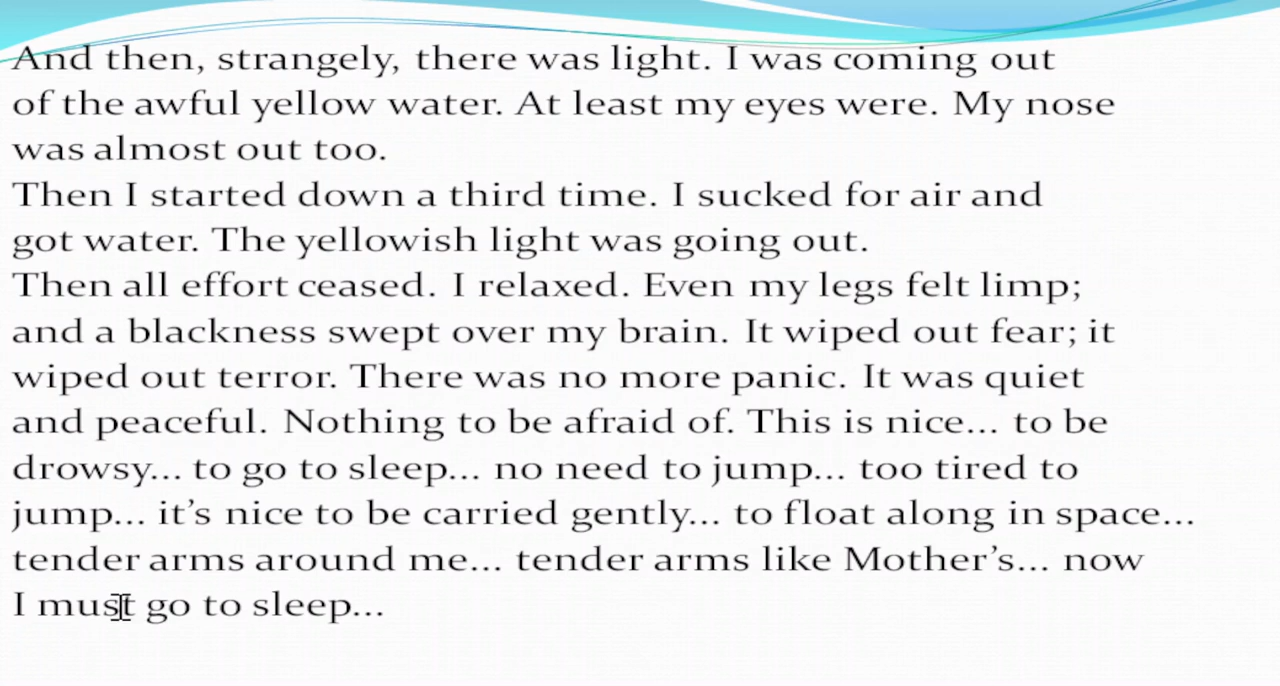 And then, strangely, there was light. I was coming out
of the awful yellow water. At least my eyes were. My nose
was almost out too.
Then I started down a third time. I sucked for air and
got water. The yellowish light was going out.
Then all effort ceased. I relaxed. Even my legs felt limp;
and a blackness swept over my brain. It wiped out fear; it
wiped out terror. There was no more panic. It was quiet
and peaceful. Nothing to be afraid of. This is nice... to be
drowsy... to go to sleep... no need to jump... too tired to
jump... it’s nice to be carried gently... to float along in space...
tender arms around me... tender arms like Mother’s... now
I must go to sleep...